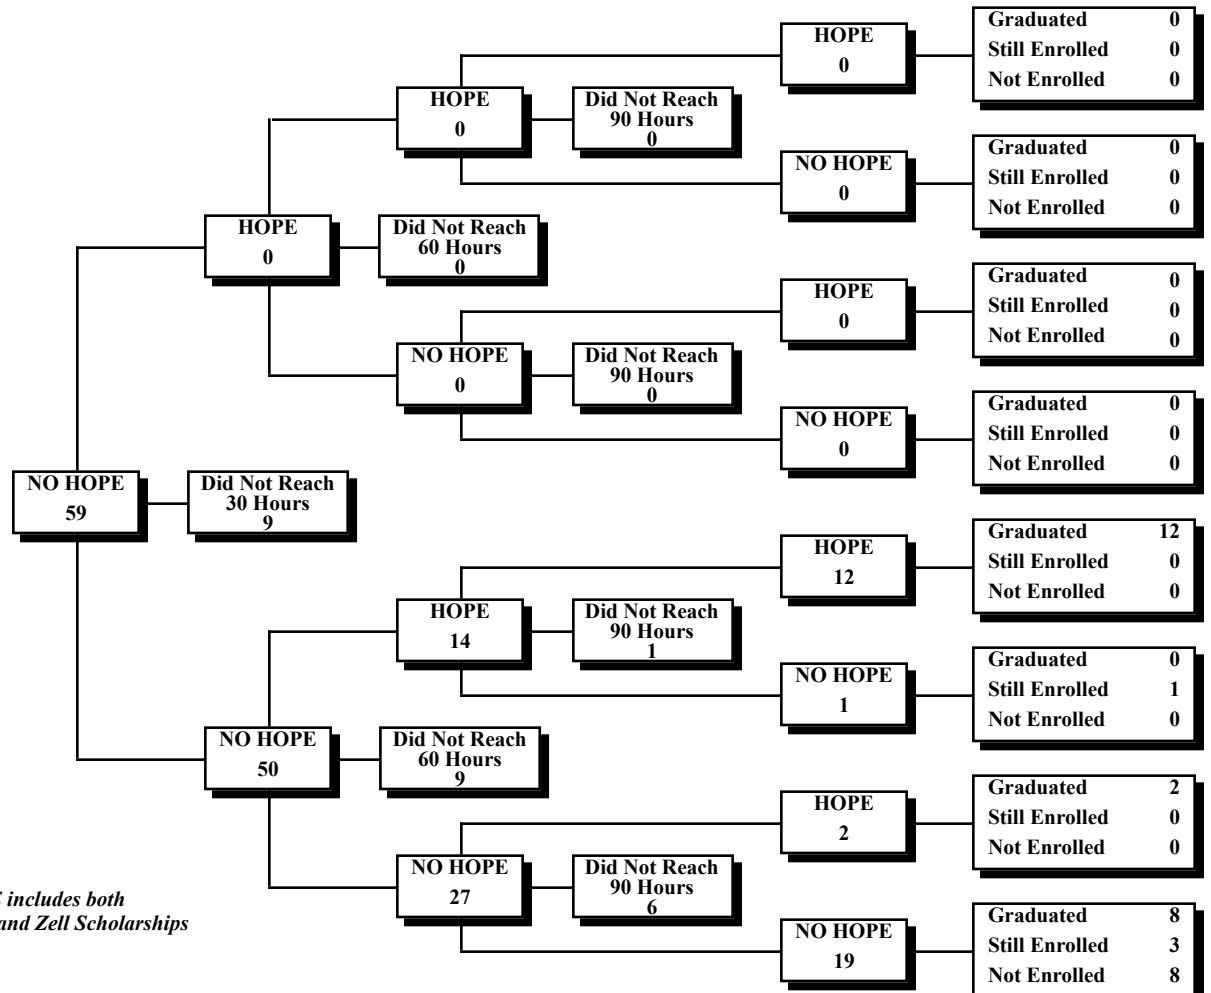 Graduated 0
HOPE
Still Enrolled 0
0
Not Enrolled 0
HOPE
0
Did Not Reach
90 Hours
0
Graduated 0
NO HOPE
Still Enrolled 0
0
Not Enrolled 0
HOPE
0
Did Not Reach
60 Hours
0
Graduated 0
HOPE
Still Enrolled 0
0
Not Enrolled 0
NO HOPE
0
Did Not Reach
90 Hours
0
Graduated 0
NO HOPE
Still Enrolled 0
0
Not Enrolled 0
NO HOPE
59
Did Not Reach
30 Hours
9
Graduated 12
HOPE
Still Enrolled 0
12
Not Enrolled 0
HOPE
14
Did Not Reach
90 Hours
1
Graduated 0
NO HOPE
Still Enrolled 1
1
Not Enrolled 0
NO HOPE
50
Did Not Reach
60 Hours
9
Graduated 2
HOPE
Still Enrolled 0
2
Not Enrolled 0
NO HOPE
27
Did Not Reach
90 Hours
6
includes both
and Zell Scholarships
Graduated 8
NO HOPE
Still Enrolled 3
19
Not Enrolled 8